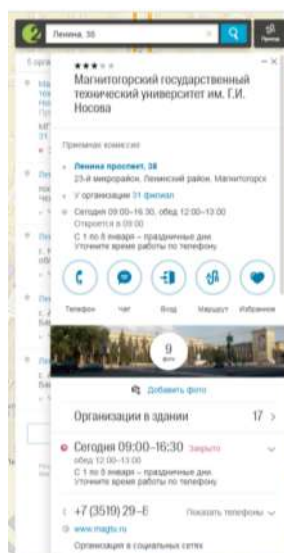 Ленина, 38
Проезд
Магнитогорский государственный
технический университет им. Г.И.
Носова
Приемная комиссия
Ленина проспект, 38
23-й микрорайон, Ленинский район, Магнитогорск
У организации 31 филиал
Сегодня 09:00–16:30, обед 12:00–13:00
Откроется в 09:00
С 1 по 8 января – праздничные дни.
Уточните время работы по телефону.
Телефон Чат Вход Маршрут Избранное
9
фото
Добавить фото
Организации в здании 17
Сегодня 09:00–16:30 Закрыто
обед 12:00–13:00
С 1 по 8 января – праздничные дни.
Уточните время работы по телефону.
+7 (3519) 29–8 Показать телефоны
www.magtu.ru
Организация в социальных сетях